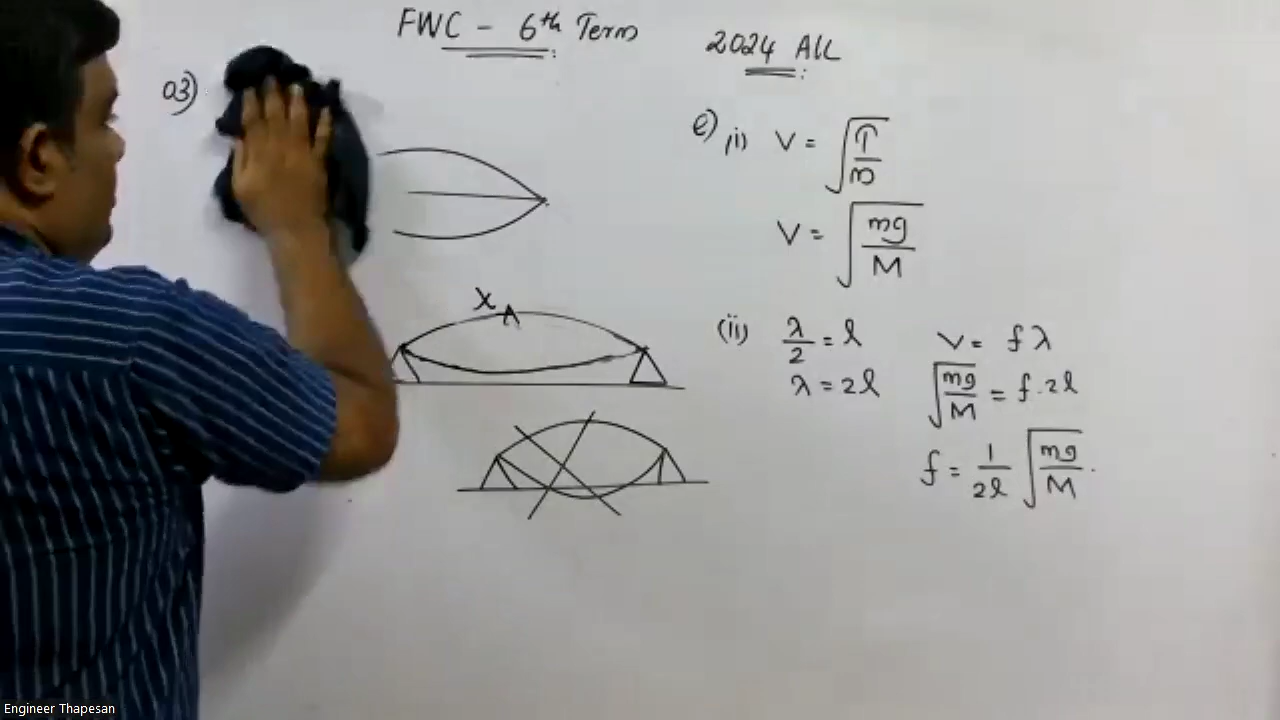 FWC - 6th Term
2024 A/L
03)
e) (i) V = √(T/m)
V = √(mg/M)
X
(ii) λ/2 = l
λ = 2l
V = fλ
√(mg/M) = f.2l
f = 1/2l √(mg/M).
Engineer Thapesan